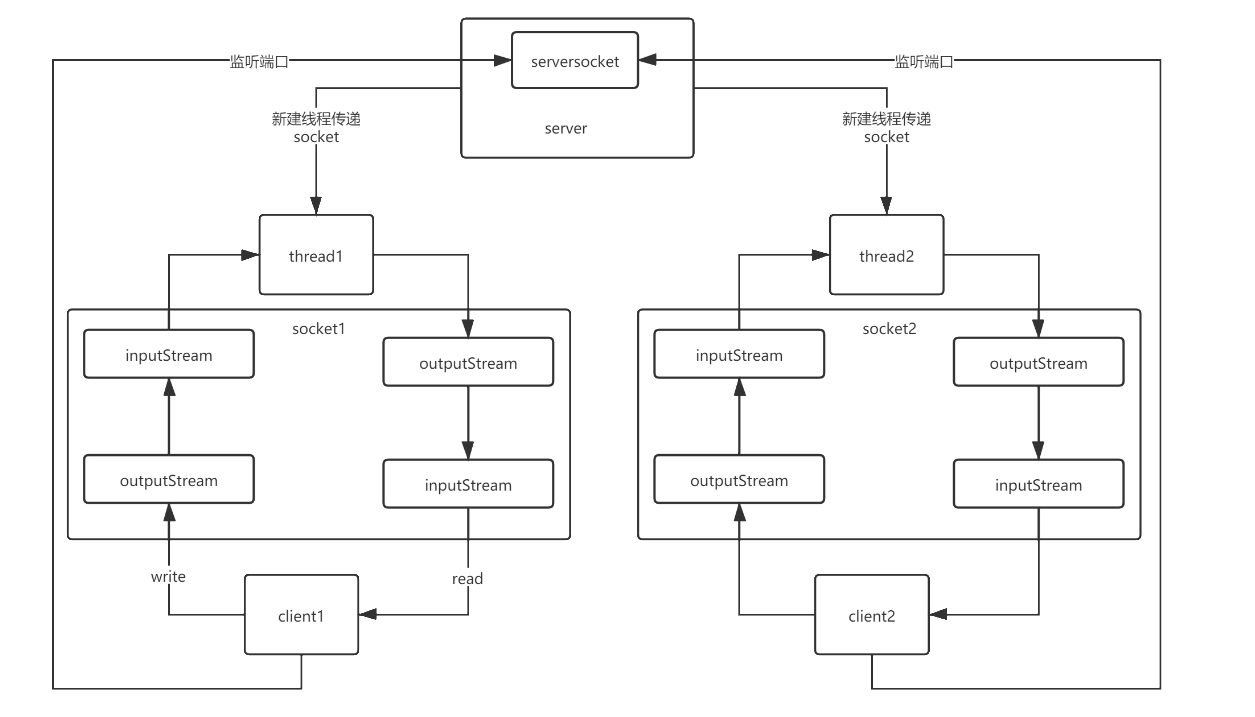 监听端口
serversocket
监听端口
server
新建线程传递
socket
新建线程传递
socket
thread1
thread2
socket1
inputStream
outputStream
outputStream
inputStream
socket2
inputStream
outputStream
outputStream
inputStream
write
read
client1
client2